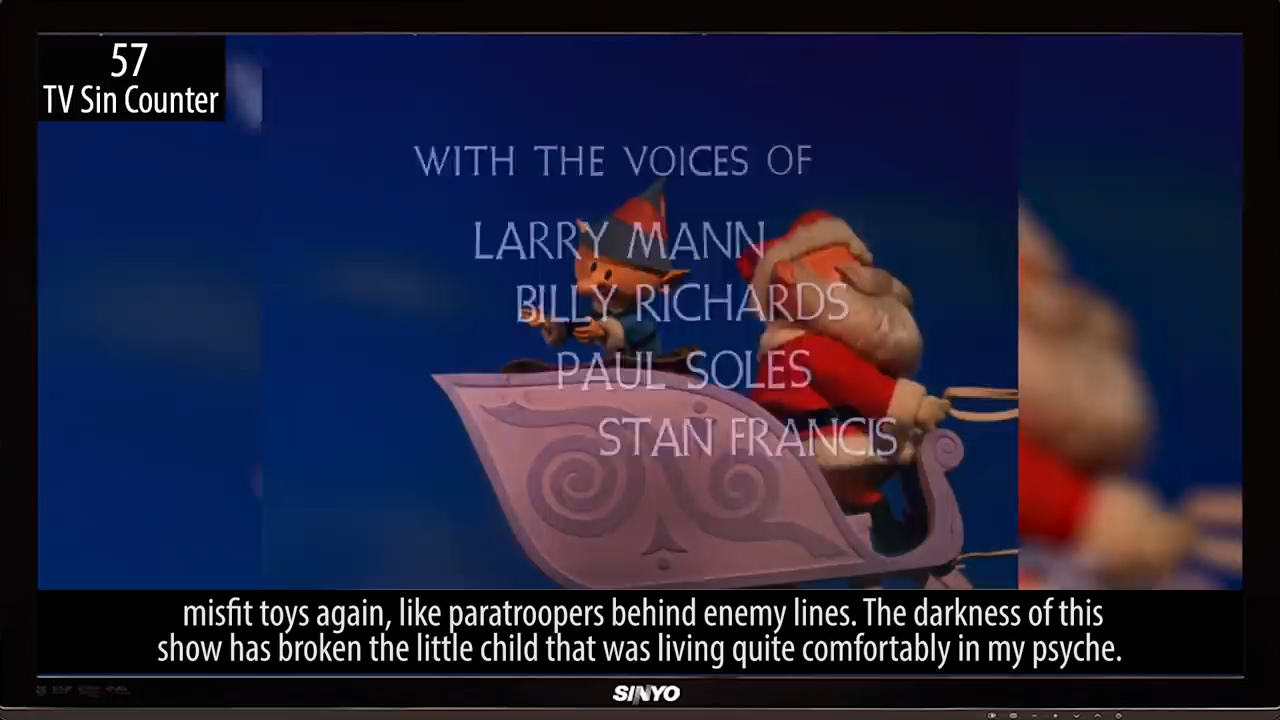 57
TV Sin Counter
WITH THE VOICES OF
LARRY MANN
BILLY RICHARDS
PAUL SOLES
STAN FRANCIS
misfit toys again, like paratroopers behind enemy lines. The darkness of this
show has broken the little child that was living quite comfortably in my psyche.
SINYO